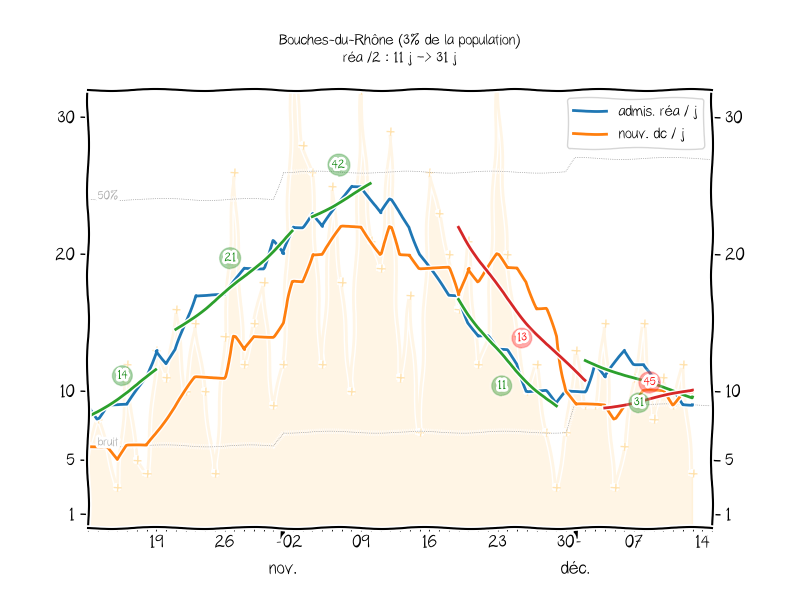 Bouches-du-Rhône (3% de la population)
réa /2 : 11 j -> 31 j
admis. réa / j
nouv. dc / j
30
30
50%
42
21
20
20
14
13
11
45
31
10
10
bruit
5
5
1
1
19 26 02 09 16 23 30 07 14
nov. déc.